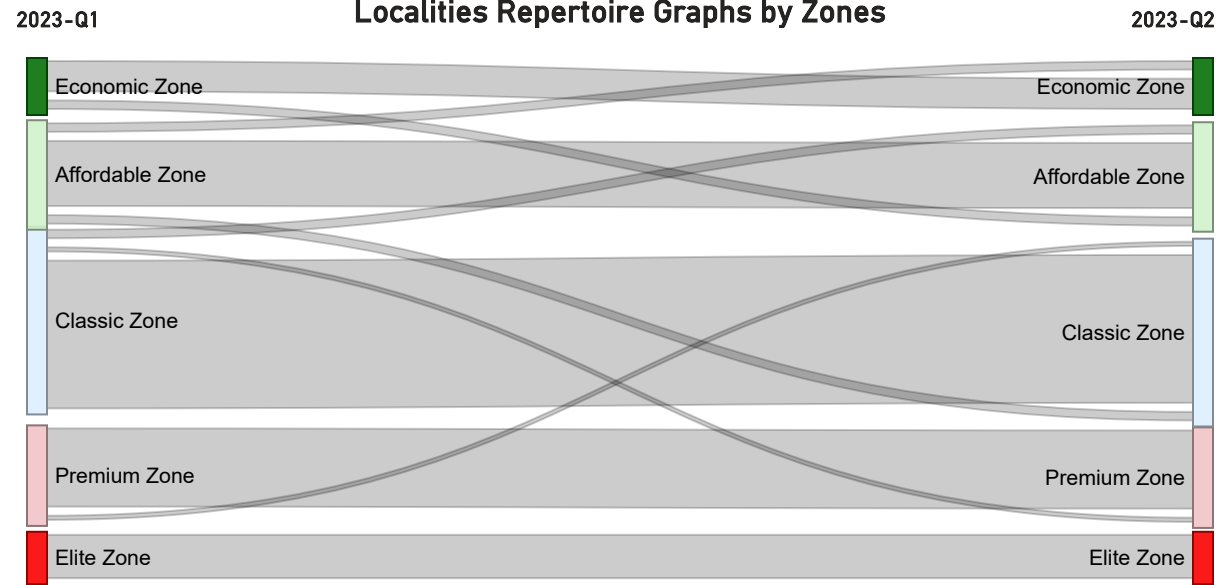 Localities Repertoire Graphs by Zones
2023-Q1 2023-Q2
Economic Zone Economic Zone
Affordable Zone Affordable Zone
Classic Zone Classic Zone
Premium Zone Premium Zone
Elite Zone Elite Zone